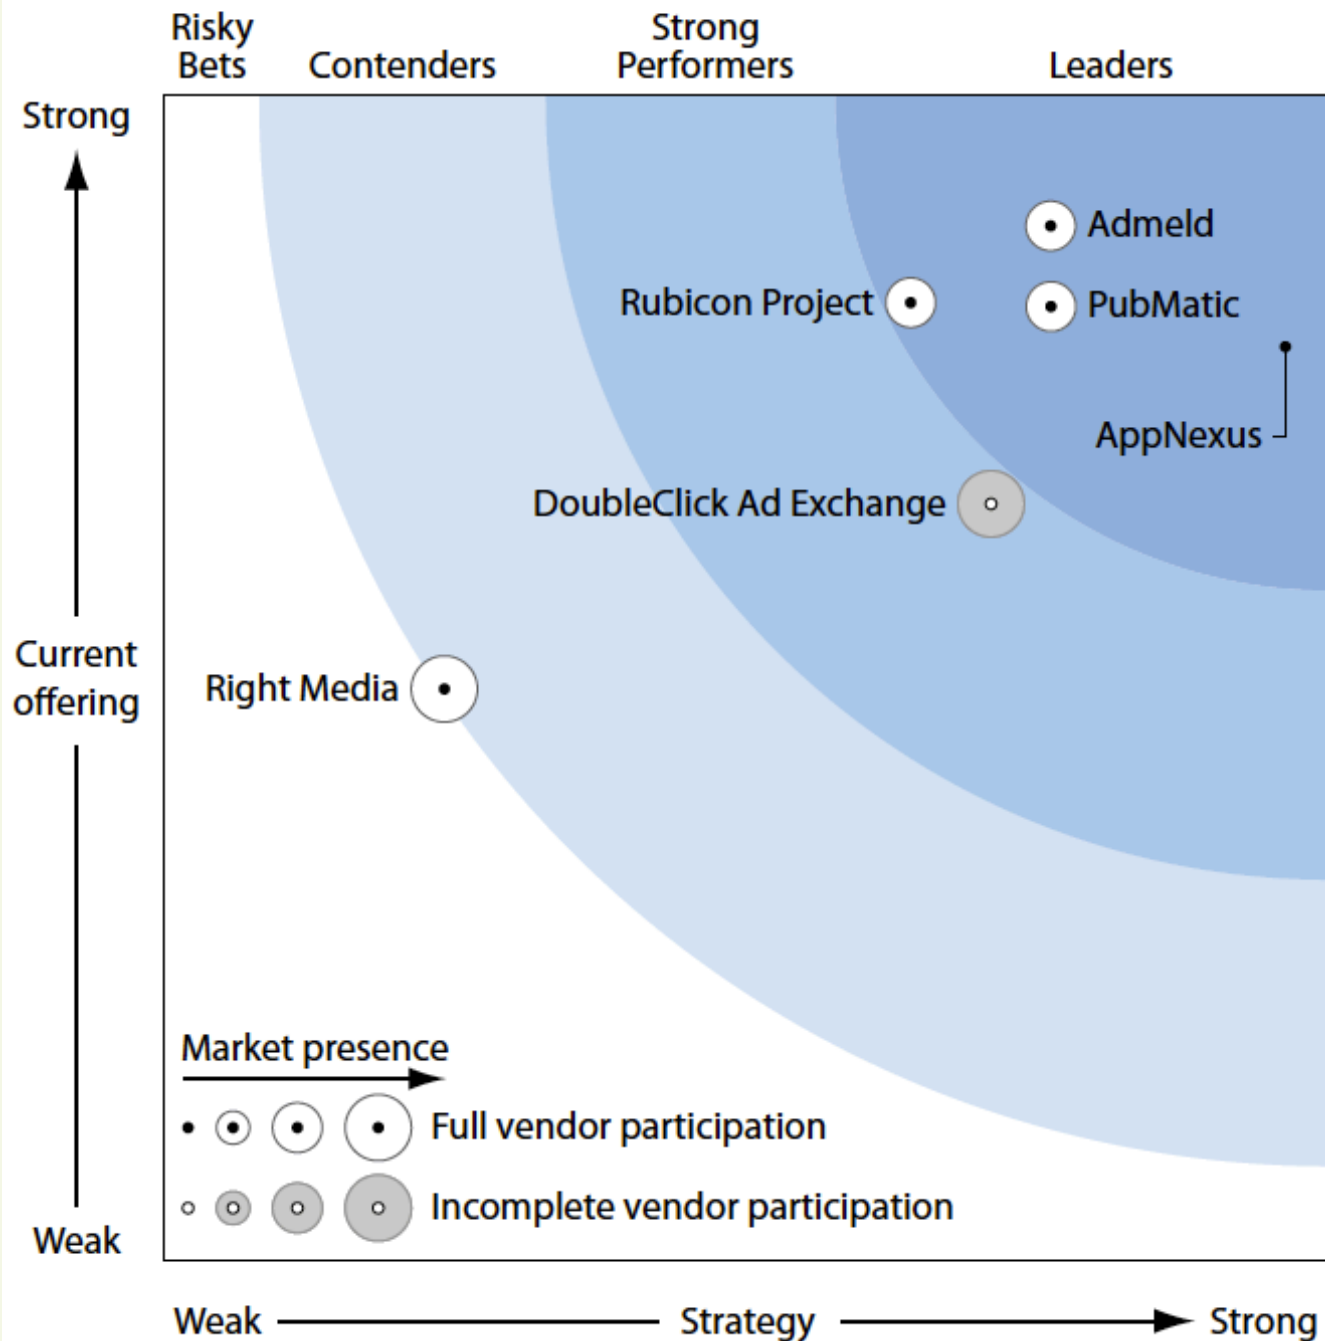 Risky
Bets
Contenders
Strong
Performers
Leaders
Strong
Admeld
Rubicon Project
PubMatic
AppNexus
DoubleClick Ad Exchange
Current
offering
Right Media
Market presence
Full vendor participation
Incomplete vendor participation
Weak
Weak
Strategy
Strong